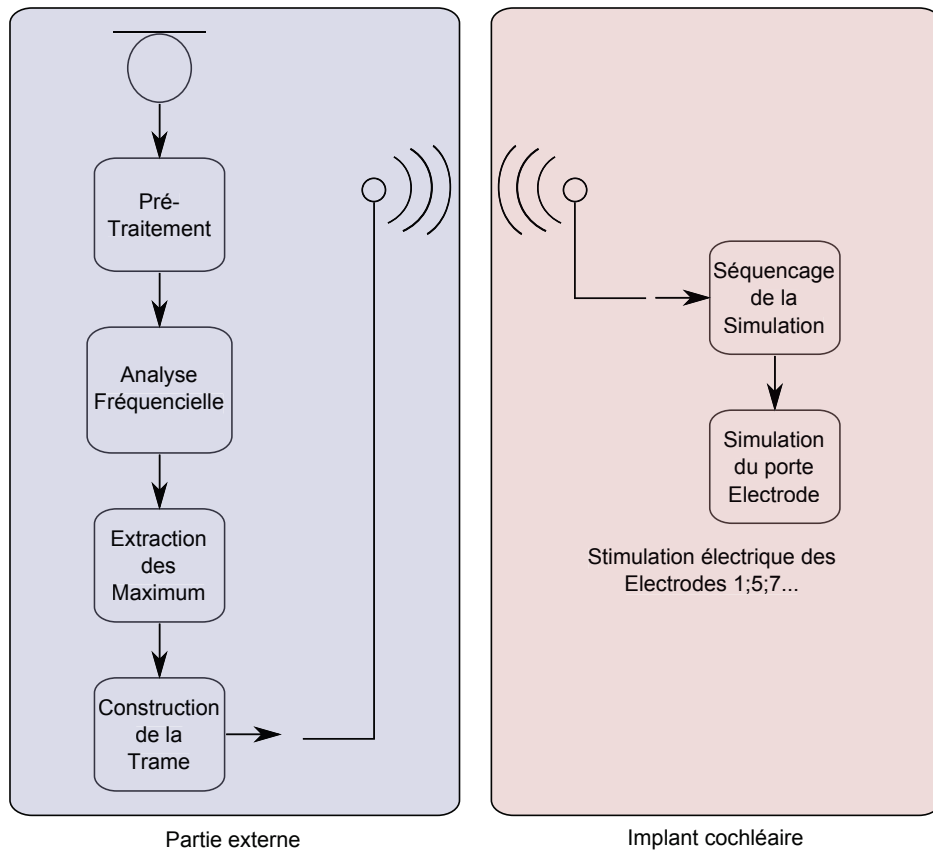 Pré-
Traitement
Analyse
Fréquencielle
Extraction
des
Maximum
Construction
de la
Trame
Partie externe
Séquencage
de la
Simulation
Simulation
du porte
Electrode
Stimulation électrique des
Electrodes 1;5;7...
Implant cochléaire